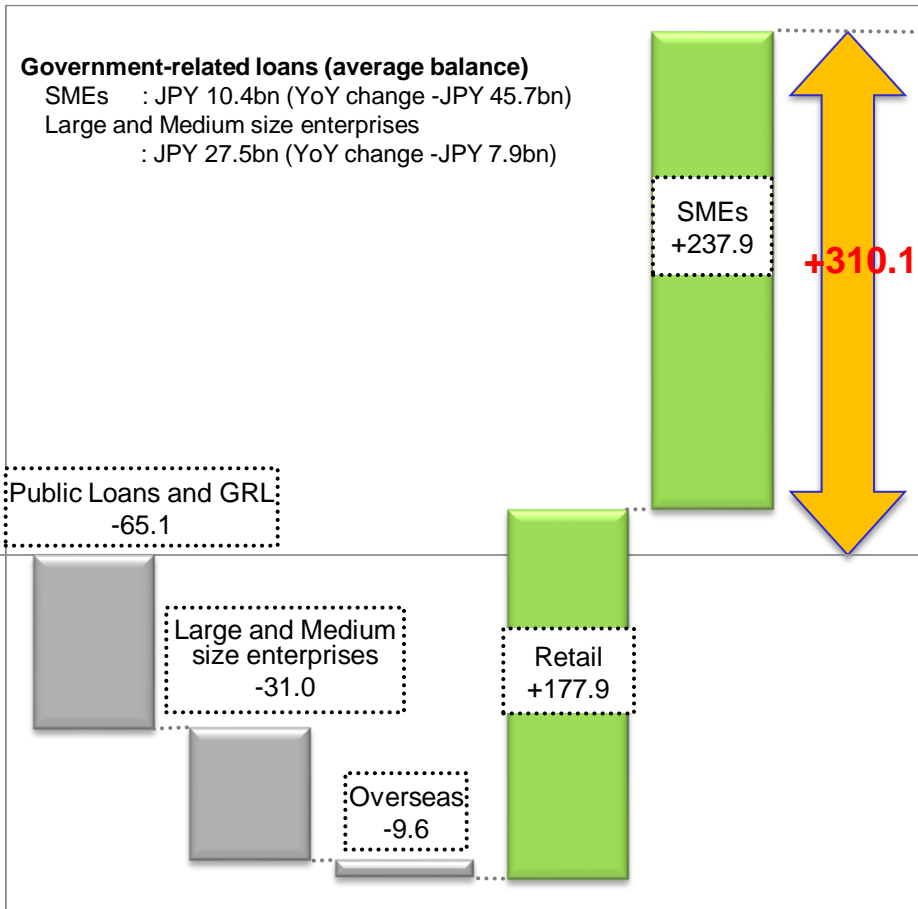 Government-related loans (average balance)
SMEs : JPY 10.4bn (YoY change -JPY 45.7bn)
Large and Medium size enterprises
: JPY 27.5bn (YoY change -JPY 7.9bn)
SMEs
+237.9
+310.1
Public Loans and GRL
-65.1
Large and Medium
size enterprises
-31.0
Retail
+177.9
Overseas
-9.6